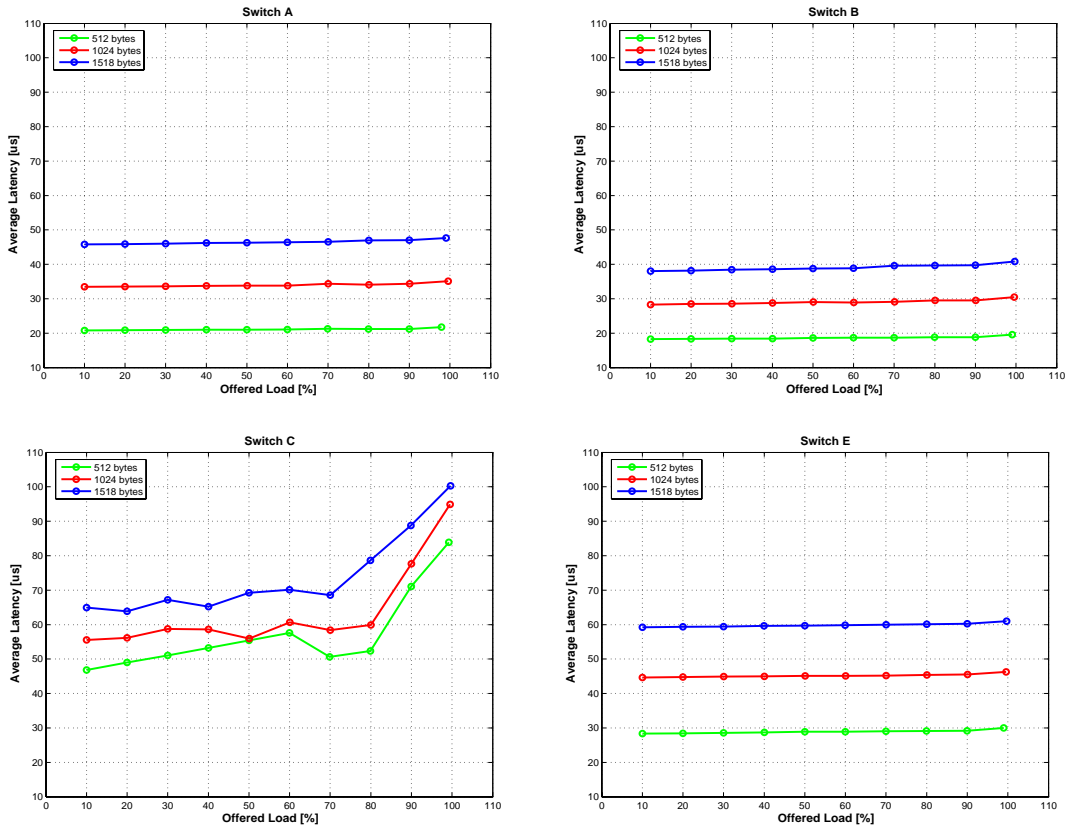 Switch A
512 bytes
1024 bytes
1518 bytes
Average Latency [us]
110
100
90
80
70
60
50
40
30
20
10
0 10 20 30 40 50 60 70 80 90 100 110
Offered Load [%]
Switch B
512 bytes
1024 bytes
1518 bytes
Average Latency [us]
110
100
90
80
70
60
50
40
30
20
10
0 10 20 30 40 50 60 70 80 90 100 110
Offered Load [%]
Switch C
512 bytes
1024 bytes
1518 bytes
Average Latency [us]
110
100
90
80
70
60
50
40
30
20
10
0 10 20 30 40 50 60 70 80 90 100 110
Offered Load [%]
Switch E
512 bytes
1024 bytes
1518 bytes
Average Latency [us]
110
100
90
80
70
60
50
40
30
20
10
0 10 20 30 40 50 60 70 80 90 100 110
Offered Load [%]